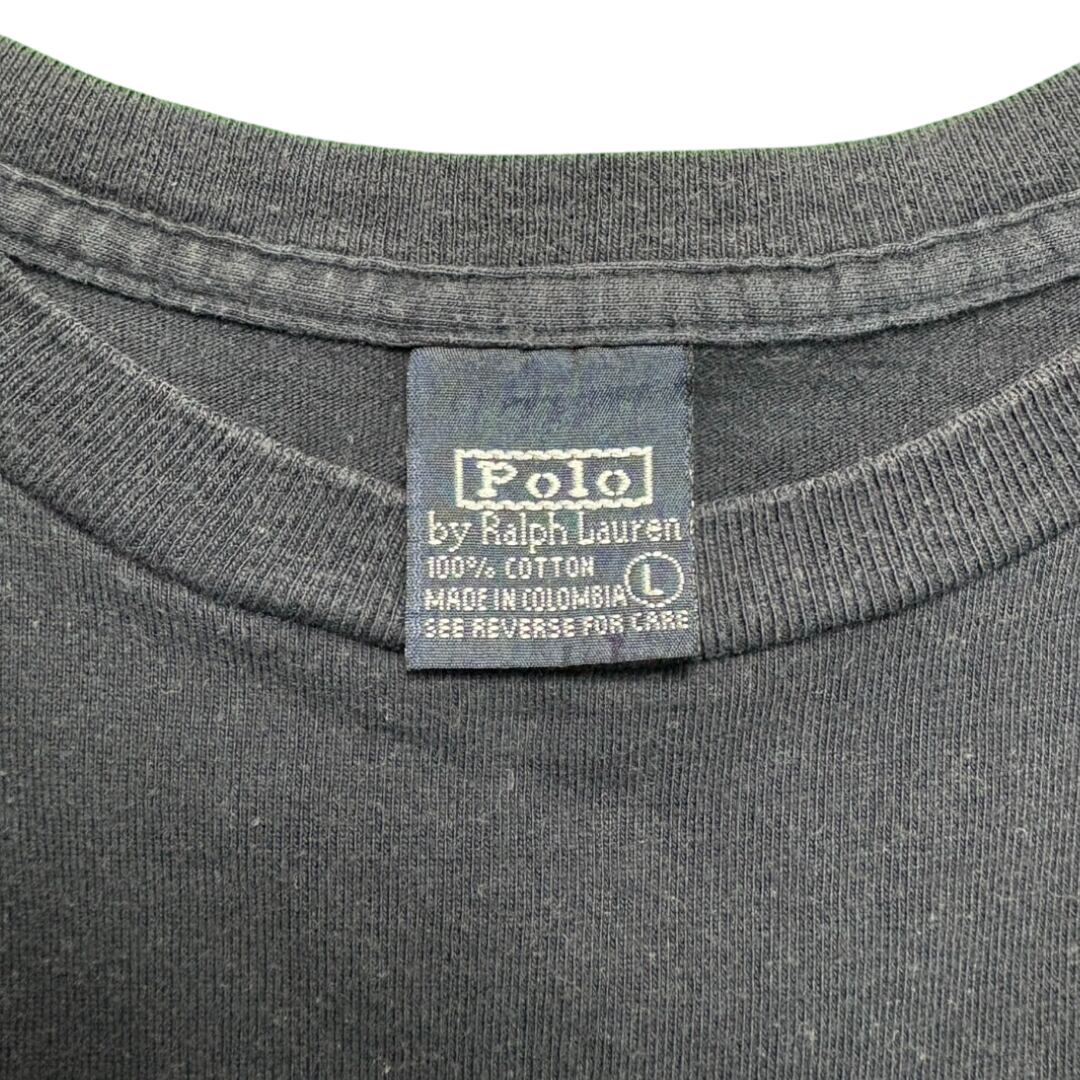 Polo
by Ralph Lauren
100% COTTON
MADE IN COLOMBIA L
SEE REVERSE FOR CARE